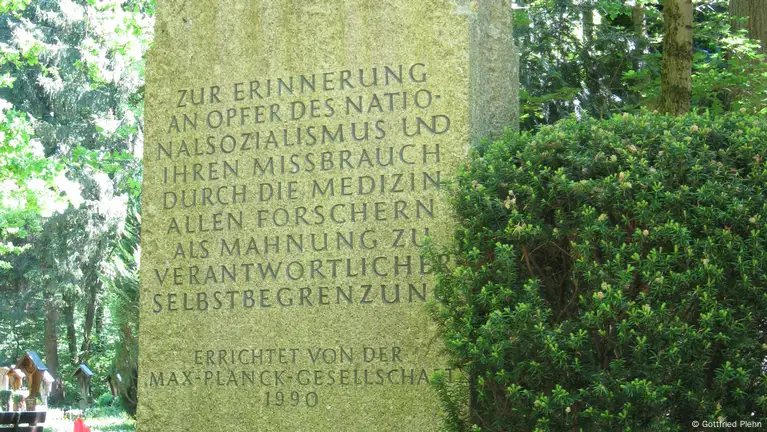 ZUR ERINNERUNG
AN OPFER DES NATIO-
NALSOZIALISMUS UND
IHREN MISSBRAUCH
DURCH DIE MEDIZIN
ALLEN FORSCHERN
ALS MAHNUNG ZU
VERANTWORTLICHER
SELBSTBEGRENZUNG
ERRICHTET VON DER
MAX-PLANCK-GESELLSCHAFT
1990
© Gottfried Plehn